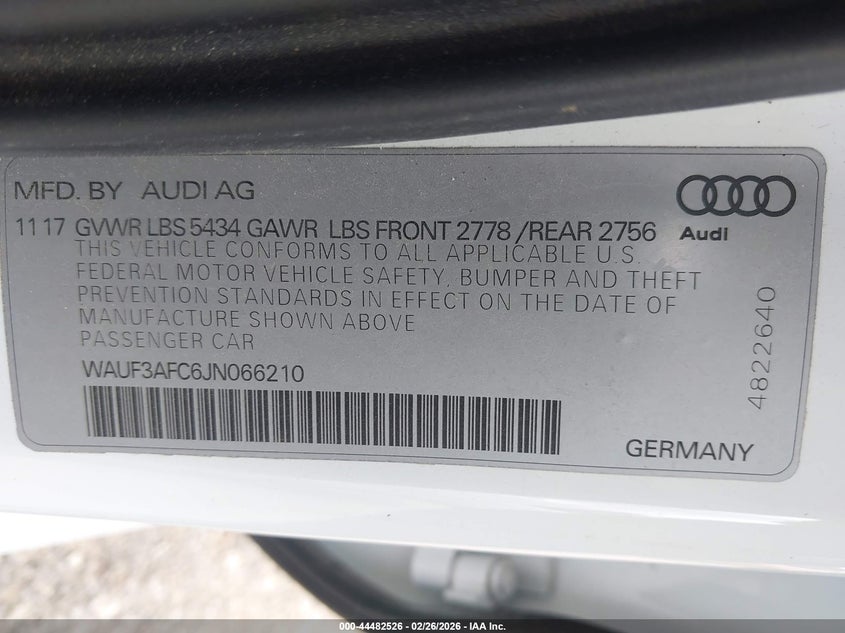 MFD. BY AUDI AG
11 17 GVWR LBS 5434 GAWR LBS FRONT 2778 /REAR 2756
Audi
THIS VEHICLE CONFORMS TO ALL APPLICABLE U.S.
FEDERAL MOTOR VEHICLE SAFETY, BUMPER AND THEFT
PREVENTION STANDARDS IN EFFECT ON THE DATE OF
MANUFACTURE SHOWN ABOVE
PASSENGER CAR
WAUF3AFC6JN066210
4822640
GERMANY
000-44482526 - 02/26/2026 - IAA Inc.